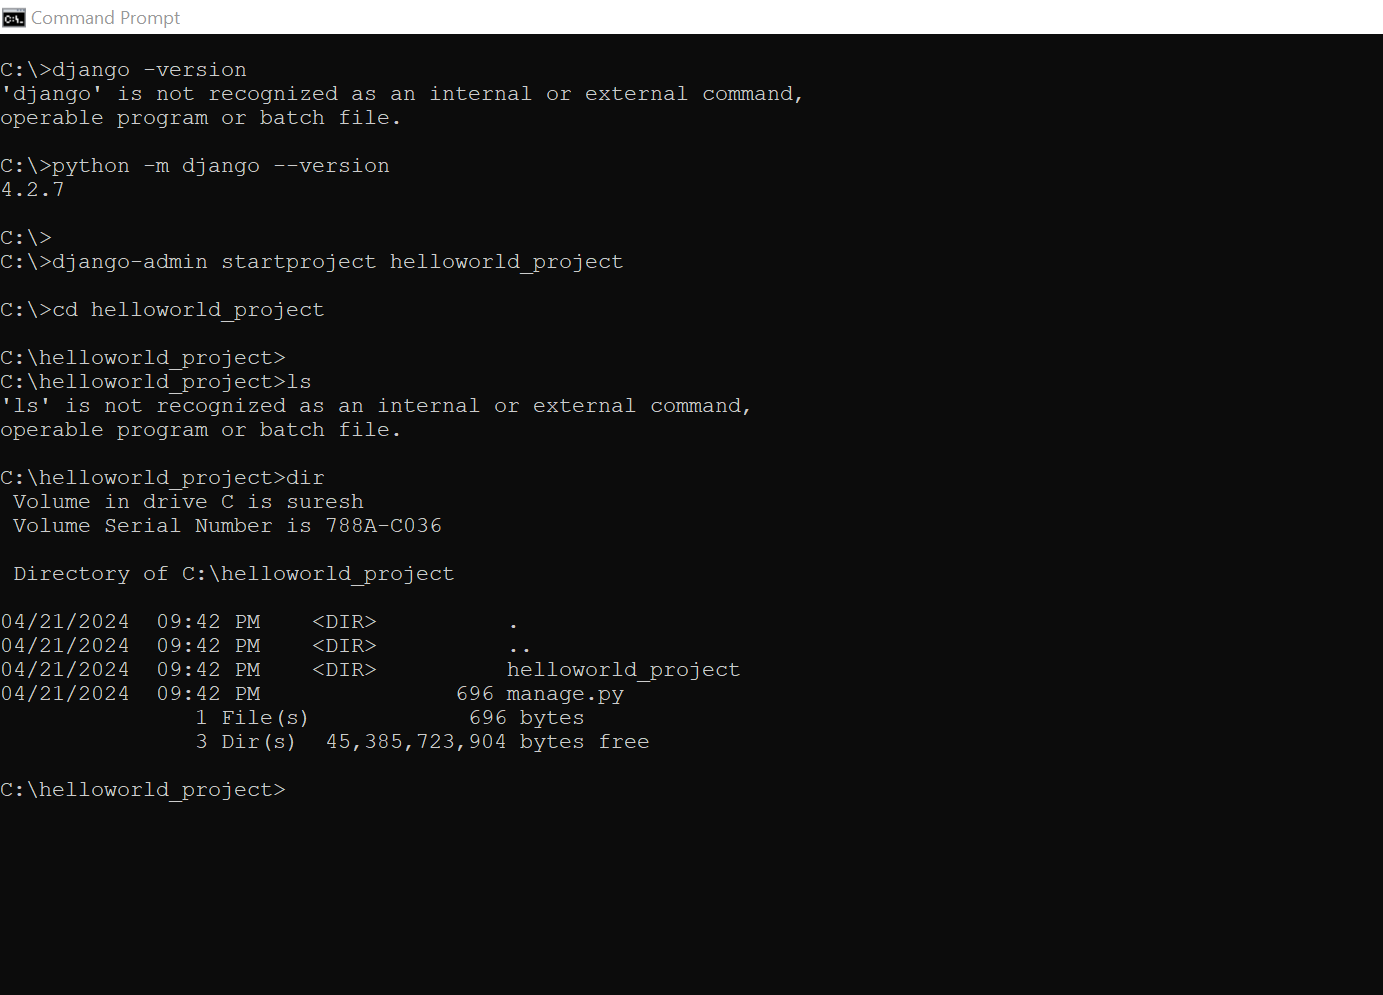 Command Prompt
C:\>django -version
'django' is not recognized as an internal or external command,
operable program or batch file.
C:\>python -m django --version
4.2.7
C:\>
C:\>django-admin startproject helloworld_project
C:\>cd helloworld_project
C:\helloworld_project>
C:\helloworld_project>ls
'ls' is not recognized as an internal or external command,
operable program or batch file.
C:\helloworld_project>dir
 Volume in drive C is suresh
 Volume Serial Number is 788A-C036
 Directory of C:\helloworld_project
04/21/2024  09:42 PM    <DIR>          .
04/21/2024  09:42 PM    <DIR>          ..
04/21/2024  09:42 PM    <DIR>          helloworld_project
04/21/2024  09:42 PM               696 manage.py
               1 File(s)            696 bytes
               3 Dir(s)  45,385,723,904 bytes free
C:\helloworld_project>